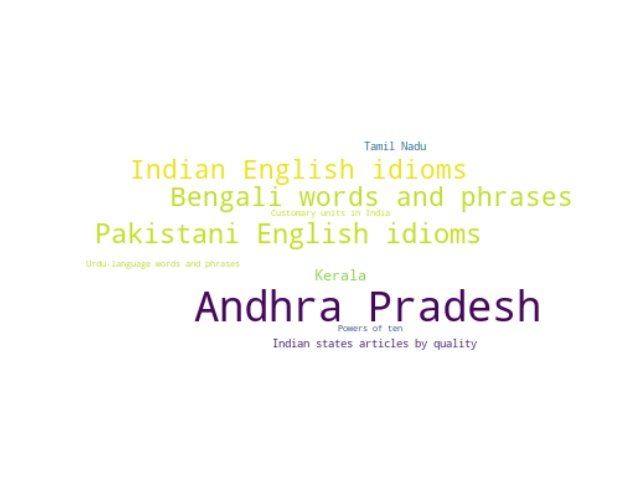 Tamil Nadu
Indian English idioms
Bengali words and phrases
Customary units in India
Pakistani English idioms
Urdu-language words and phrases
Kerala
Andhra Pradesh
Powers of ten
Indian states articles by quality